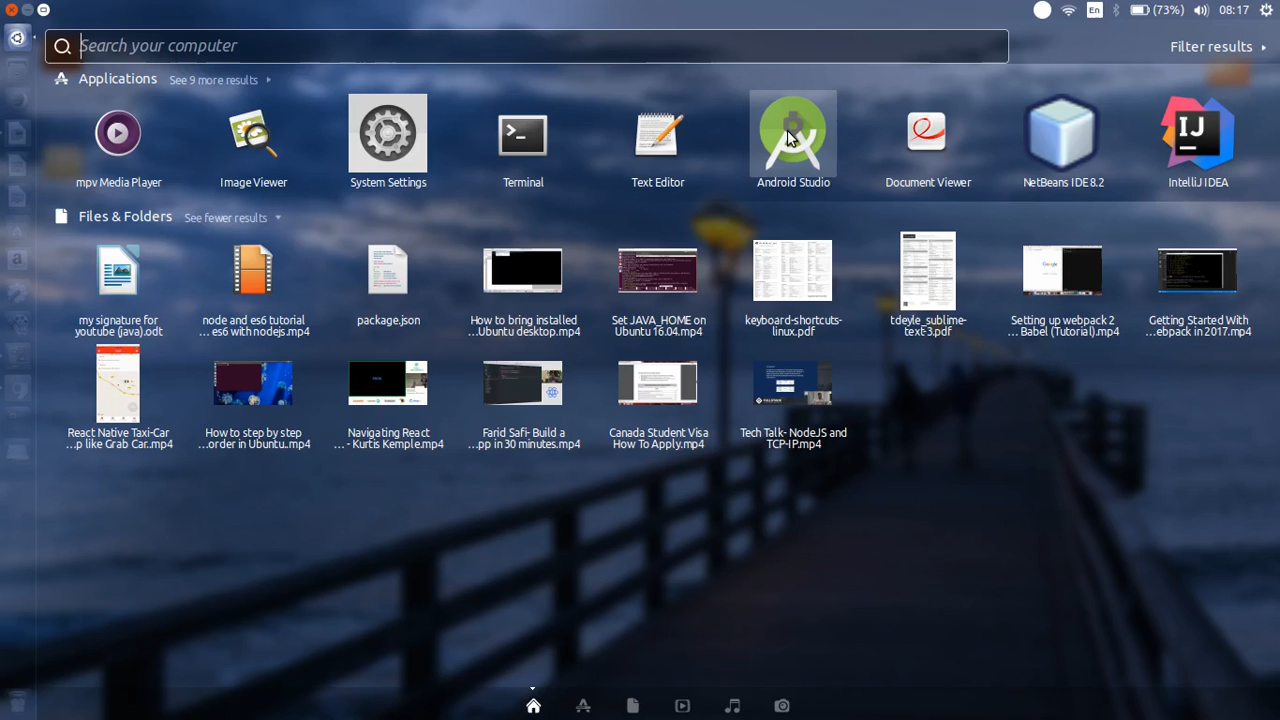 En
(73%)
08:17
Search your computer
Filter results
Applications
See 9 more results
mpv Media Player
Image Viewer
System Settings
Terminal
Text Editor
Android Studio
Document Viewer
NetBeans IDE 8.2
IJ
IntelliJ IDEA
Files & Folders
See fewer results
my signature for
youtube (java).odt
node and es6 tutorial
... es6 with nodejs.mp4
package.json
How to bring installed
...Ubuntu desktop.mp4
Set JAVA_HOME on
Ubuntu 16.04.mp4
keyboard-shortcuts-
linux.pdf
tdeyle_sublime-
text-3.pdf
Google
Setting up webpack 2
... Babel (Tutorial).mp4
Getting Started With
...ebpack in 2017.mp4
React Native Taxi-Car
...p like Grab Car.mp4
How to step by step
...order in Ubuntu.mp4
Navigating React
... - Kurtis Kemple.mp4
Farid Safi-Build a
...pp in 30 minutes.mp4
Canada Student Visa
How To Apply.mp4
Tech Talk- NodeJS and
TCP-IP.mp4